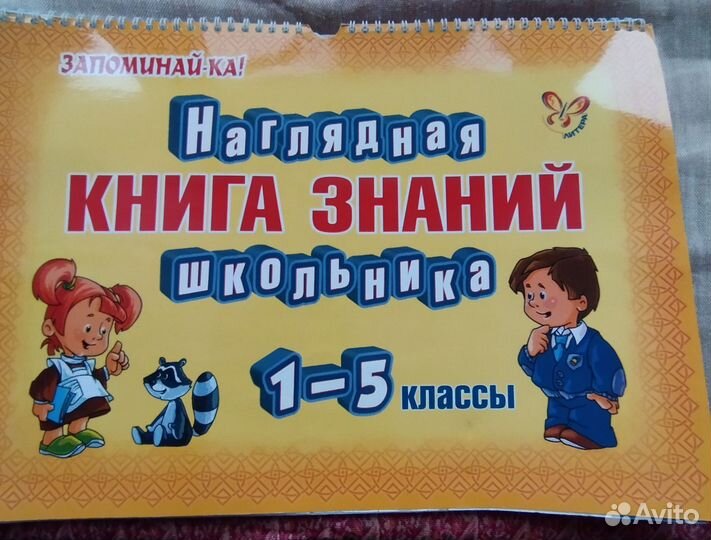 ЗАПОМИНАЙ-КА!
ЛИТЕРА
НАГЛЯДНАЯ
КНИГА ЗНАНИЙ
ШКОЛЬНИКА
1-5 КЛАССЫ
Avito